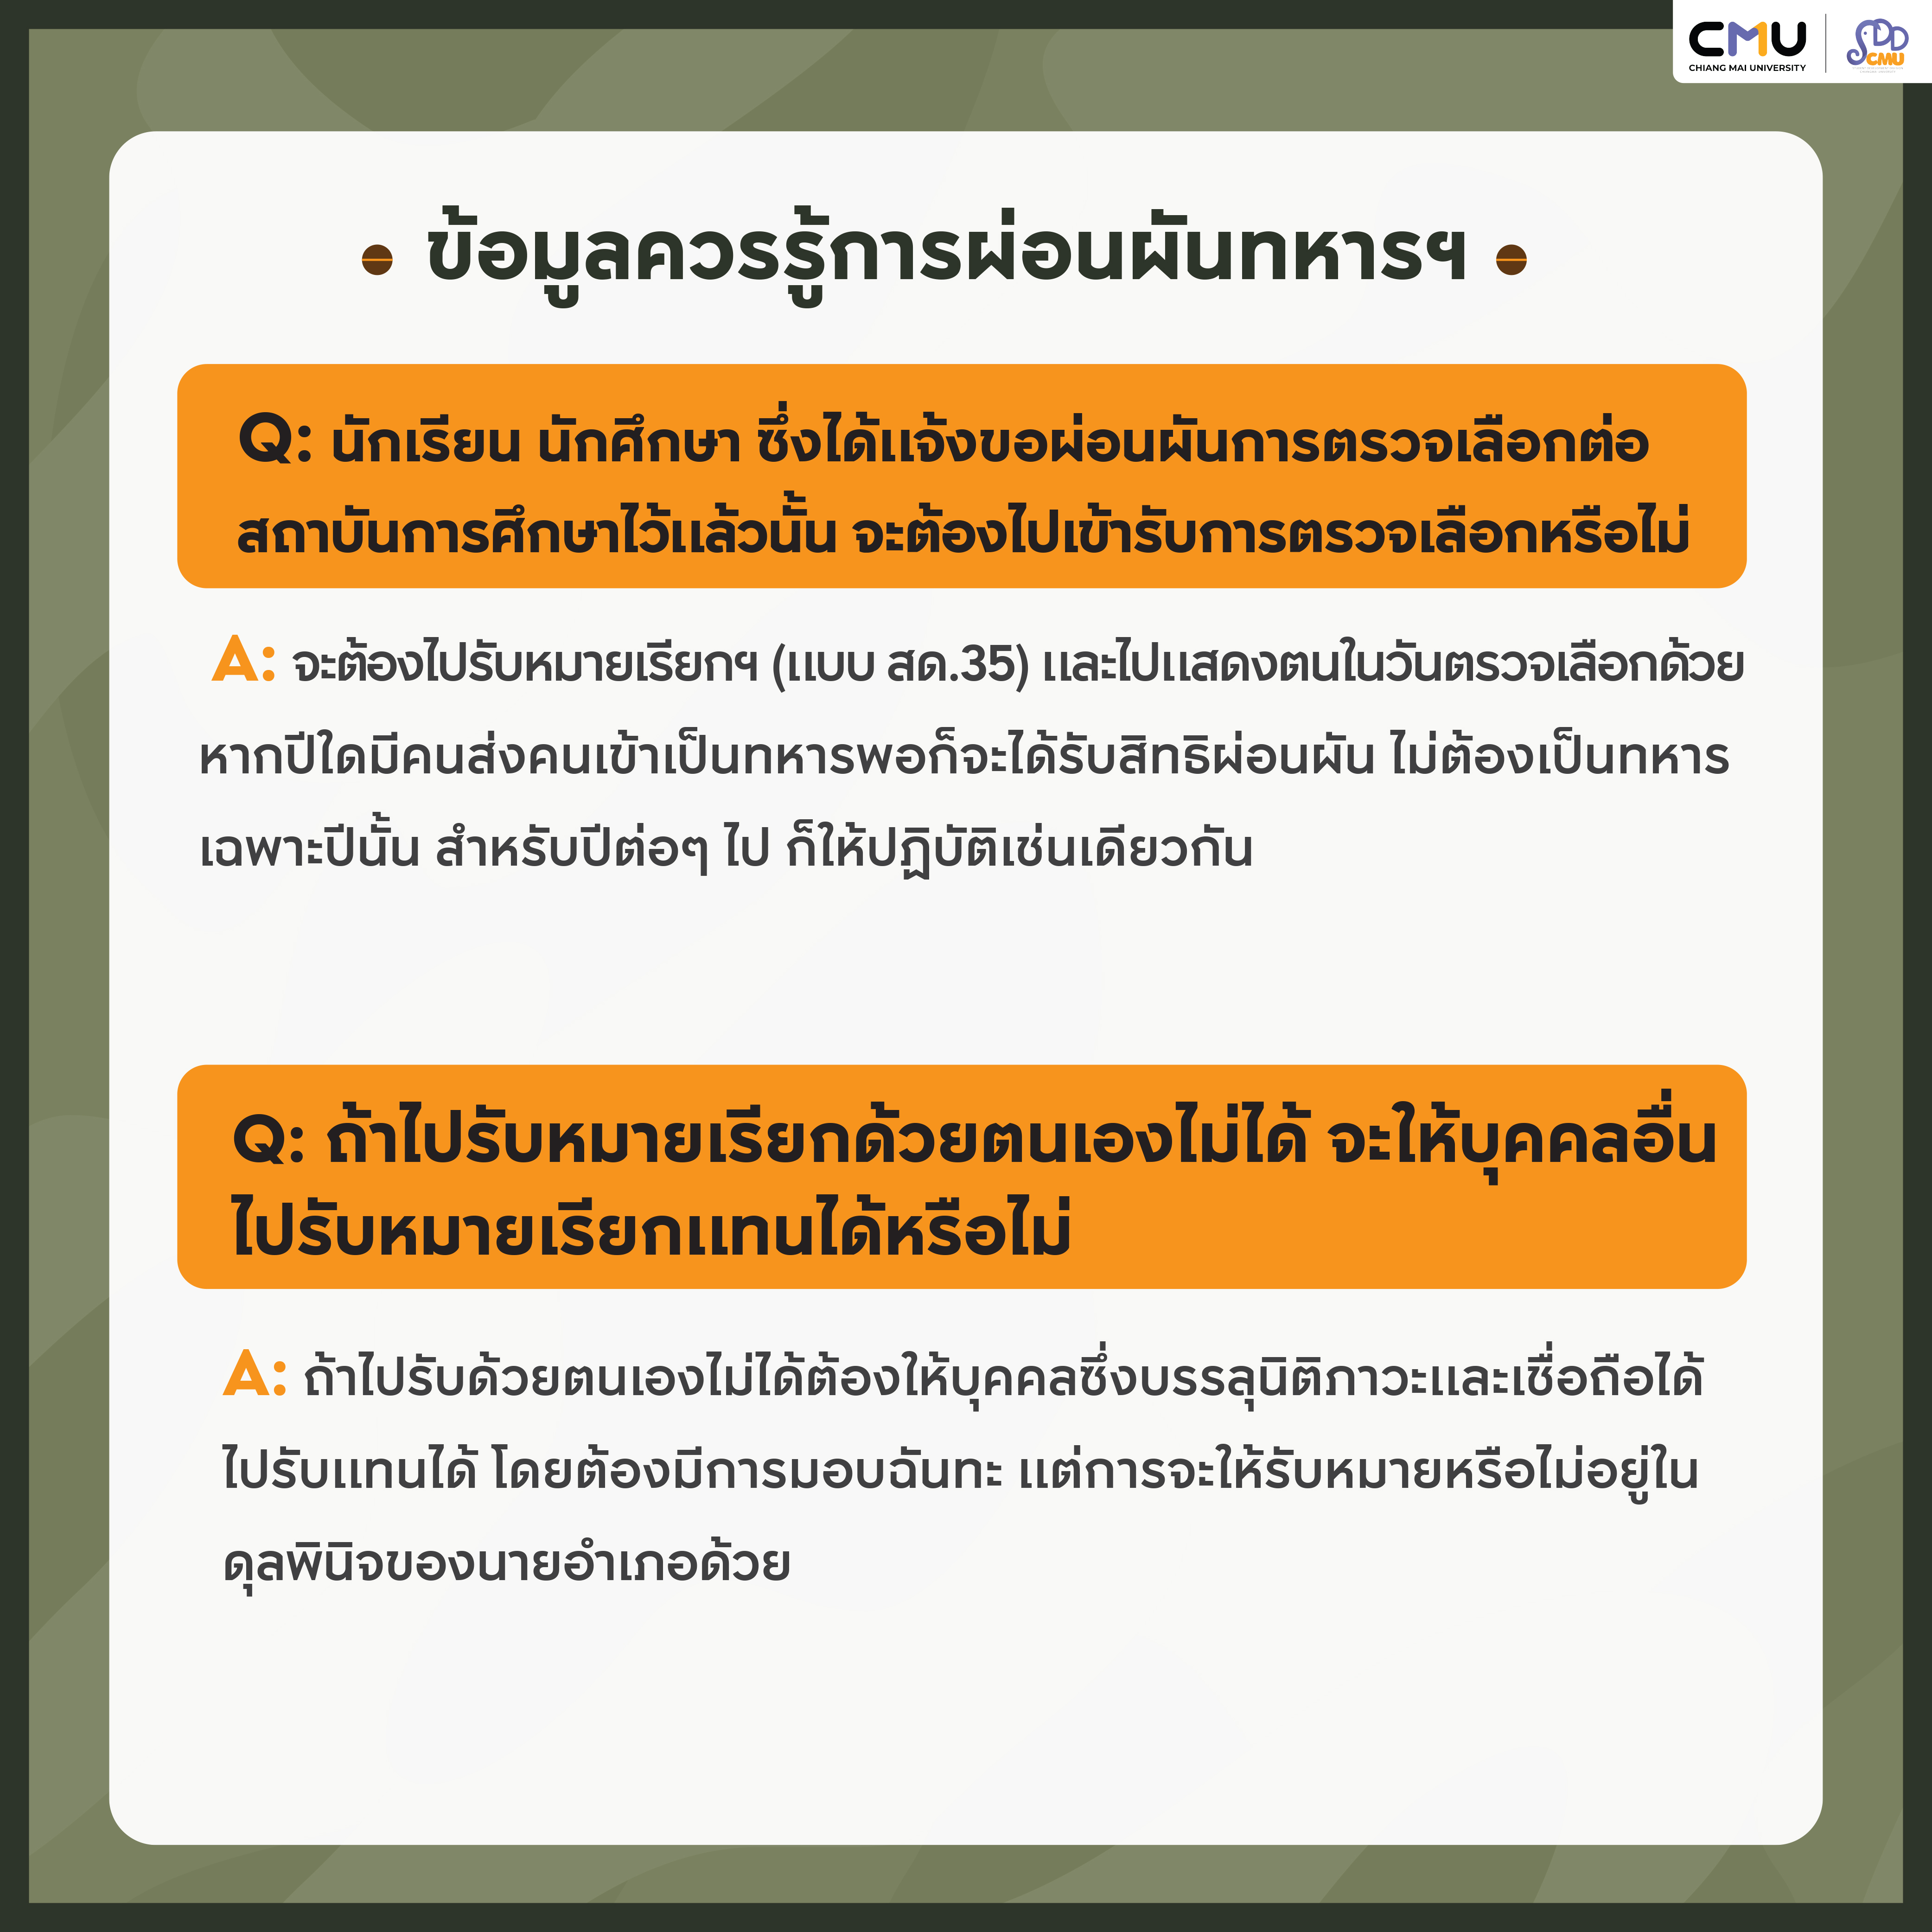 CMU
CHIANG MAI UNIVERSITY
SDD
CMU
ข้อมูลควรรู้การผ่อนผันทหารฯ
Q: นักเรียน นักศึกษา ซึ่งได้แจ้งขอผ่อนผันการตรวจเลือกต่อ
สถาบันการศึกษาไว้แล้วนั้น จะต้องไปเข้ารับการตรวจเลือกหรือไม่
A: จะต้องไปรับหมายเรียกฯ (แบบ สด.35) และไปแสดงตนในวันตรวจเลือกด้วย
หากปีใดมีคนส่งคนเข้าเป็นทหารพอก็จะได้รับสิทธิผ่อนผัน ไม่ต้องเป็นทหาร
เฉพาะปีนั้น สำหรับปีต่อๆ ไป ก็ให้ปฏิบัติเช่นเดียวกัน
Q: ถ้าไปรับหมายเรียกด้วยตนเองไม่ได้ จะให้บุคคลอื่น
ไปรับหมายเรียกแทนได้หรือไม่
A: ถ้าไปรับด้วยตนเองไม่ได้ต้องให้บุคคลซึ่งบรรลุนิติภาวะและเชื่อถือได้
ไปรับแทนได้ โดยต้องมีการมอบฉันทะ แต่การจะให้รับหมายหรือไม่อยู่ใน
ดุลพินิจของนายอำเภอด้วย